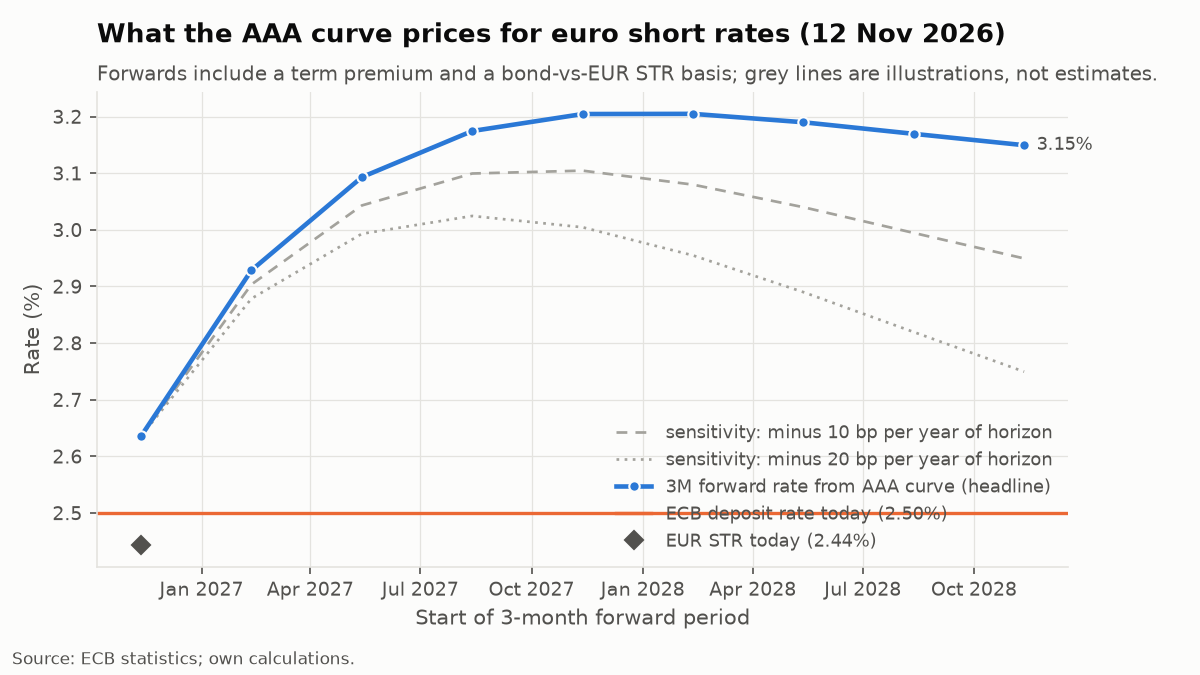 What the AAA curve prices for euro short rates (12 Nov 2026)
Forwards include a term premium and a bond-vs-EUR STR basis; grey lines are illustrations, not estimates.
Rate (%)
3.2
3.1
3.0
2.9
2.8
2.7
2.6
2.5
3.15%
sensitivity: minus 10 bp per year of horizon
sensitivity: minus 20 bp per year of horizon
3M forward rate from AAA curve (headline)
ECB deposit rate today (2.50%)
EUR STR today (2.44%)
Jan 2027 Apr 2027 Jul 2027 Oct 2027 Jan 2028 Apr 2028 Jul 2028 Oct 2028
Start of 3-month forward period
Source: ECB statistics; own calculations.